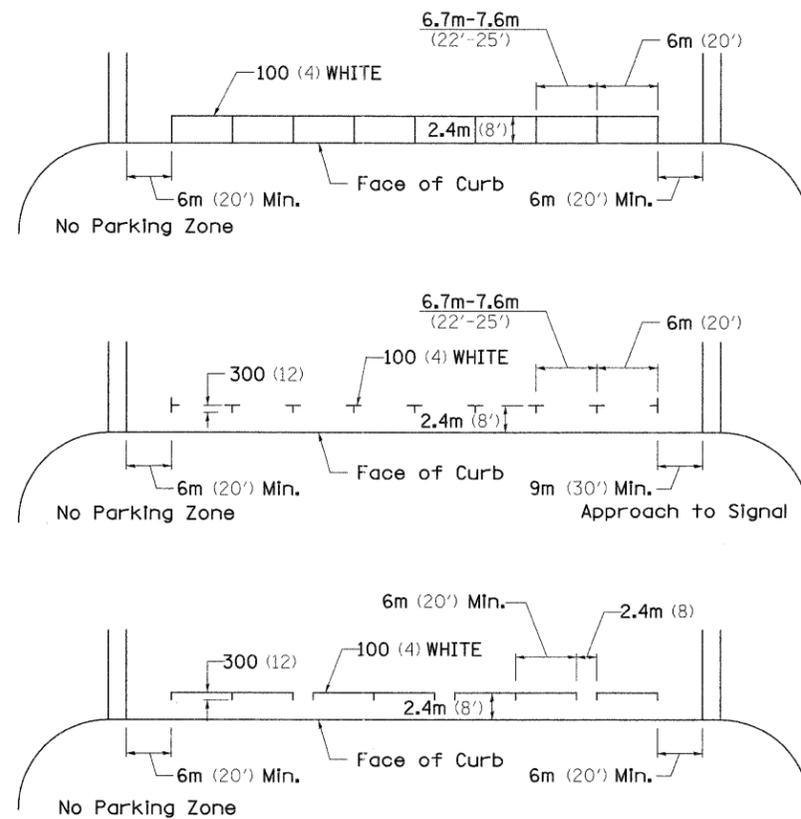 6.7m-7.6m
(22'-25')
6m (20')
100 (4) WHITE
2.4m (8')
Face of Curb
6m (20') Min.
6m (20') Min.
No Parking Zone
6.7m-7.6m
(22'-25')
6m (20')
100 (4) WHITE
300 (12)
2.4m (8')
Face of Curb
6m (20') Min.
9m (30') Min.
No Parking Zone
Approach to Signal
6m (20') Min.
2.4m (8)
300 (12)
100 (4) WHITE
2.4m (8')
Face of Curb
6m (20') Min.
6m (20') Min.
No Parking Zone